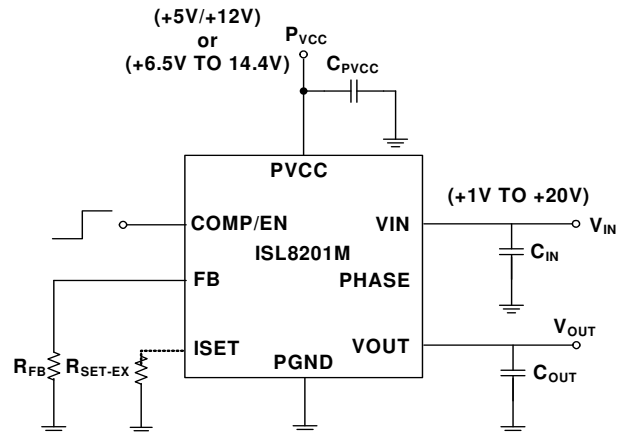 (+5V/+12V)
or
(+6.5V TO 14.4V)
PVCC
CPVCC
PVCC
(+1V TO +20V)
COMP/EN
VIN
VIN
ISL8201M
CIN
FB
PHASE
VOUT
ISET
VOUT
RFB
RSET-EX
PGND
COUT